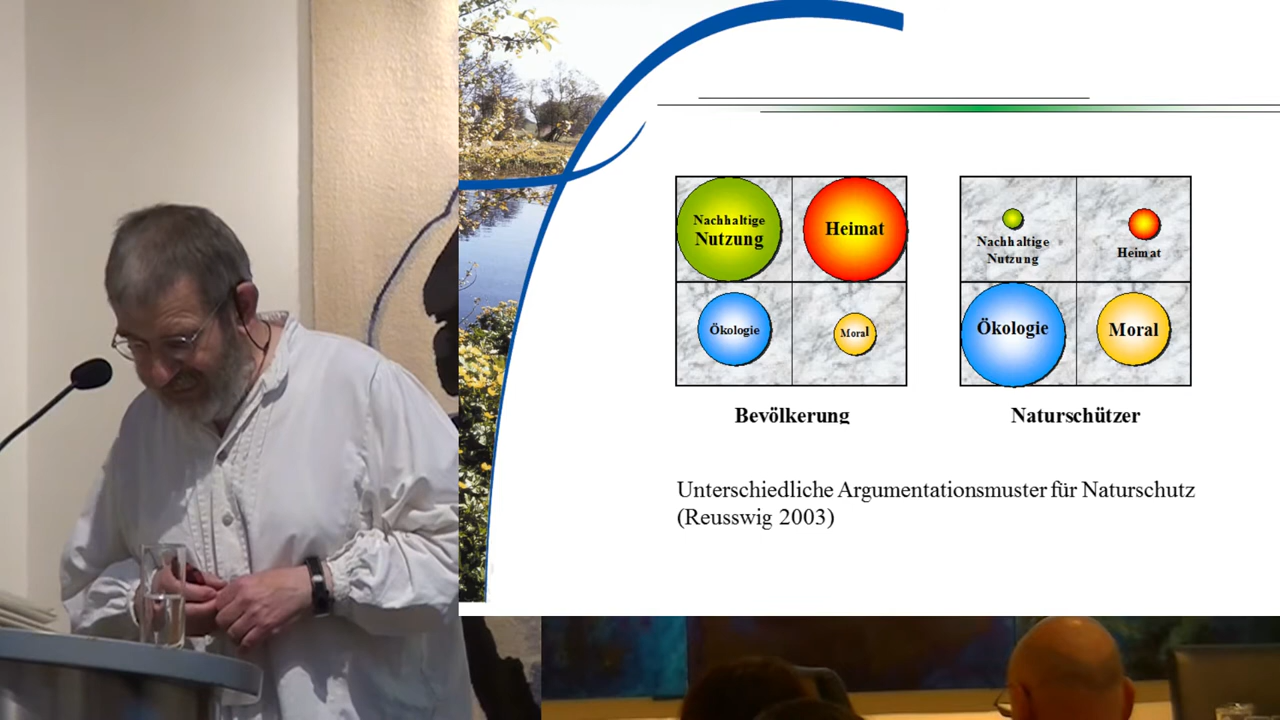 Nachhaltige
Nutzung
Heimat
Ökologie
Moral
Nachhaltige
Nutzung
Heimat
Ökologie
Moral
Bevölkerung
Naturschützer
Unterschiedliche Argumentationsmuster für Naturschutz
(Reusswig 2003)